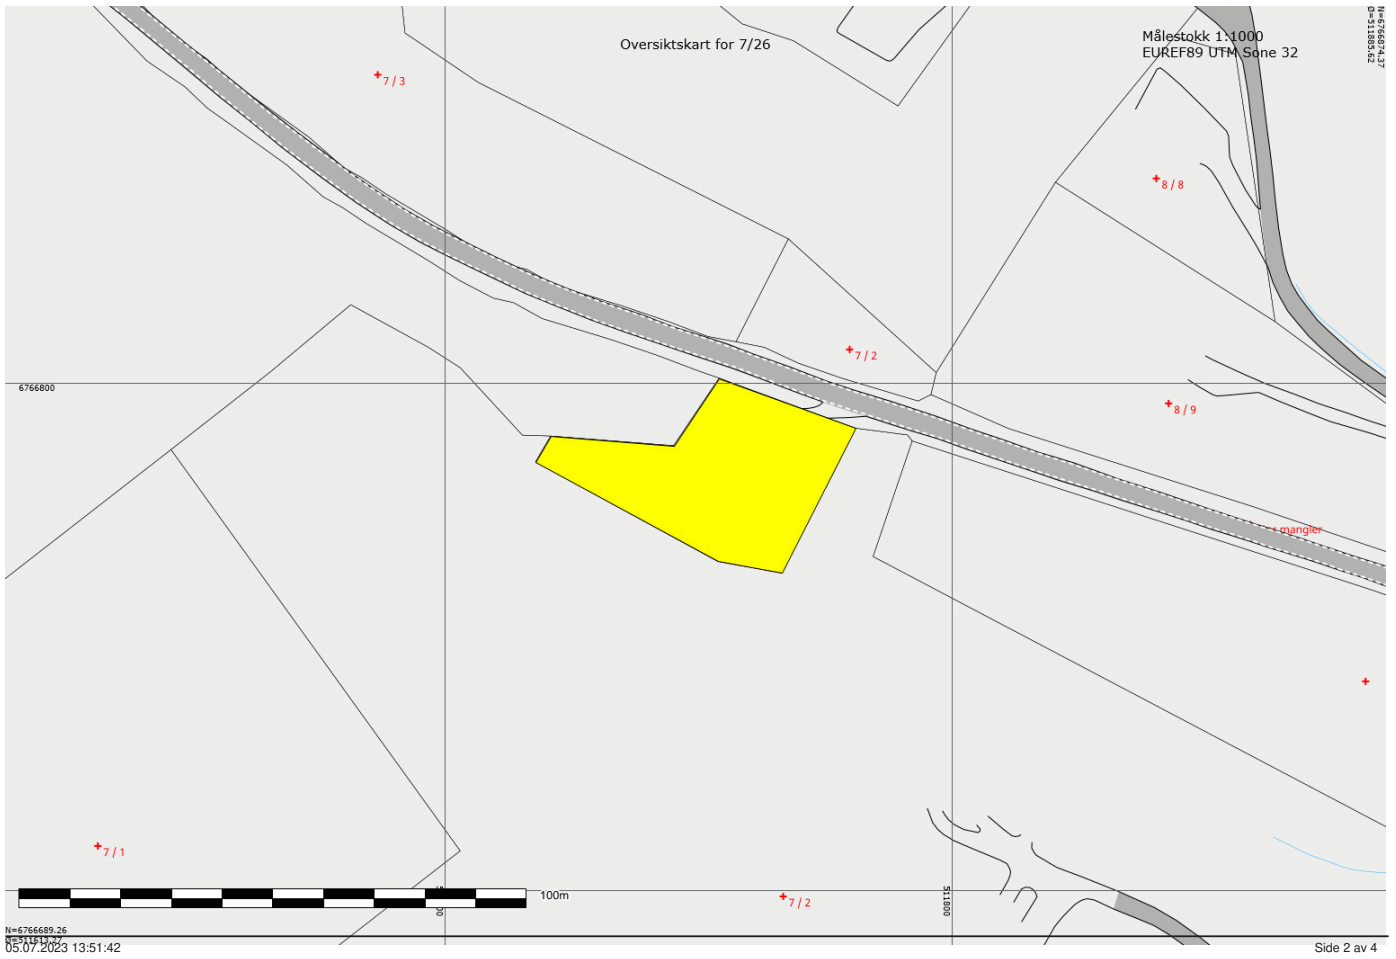 Oversiktskart for 7/26
Målestokk 1:1000
EUREF89 UTM Sone 32
N=6766874.37
Ø=511885.62
7 / 3
8 / 8
7 / 2
6766800
8 / 9
mangler
7 / 1
100m
511800
7 / 2
N=6766689.26
Ø=511613.27
05.07.2023 13:51:42
Side 2 av 4